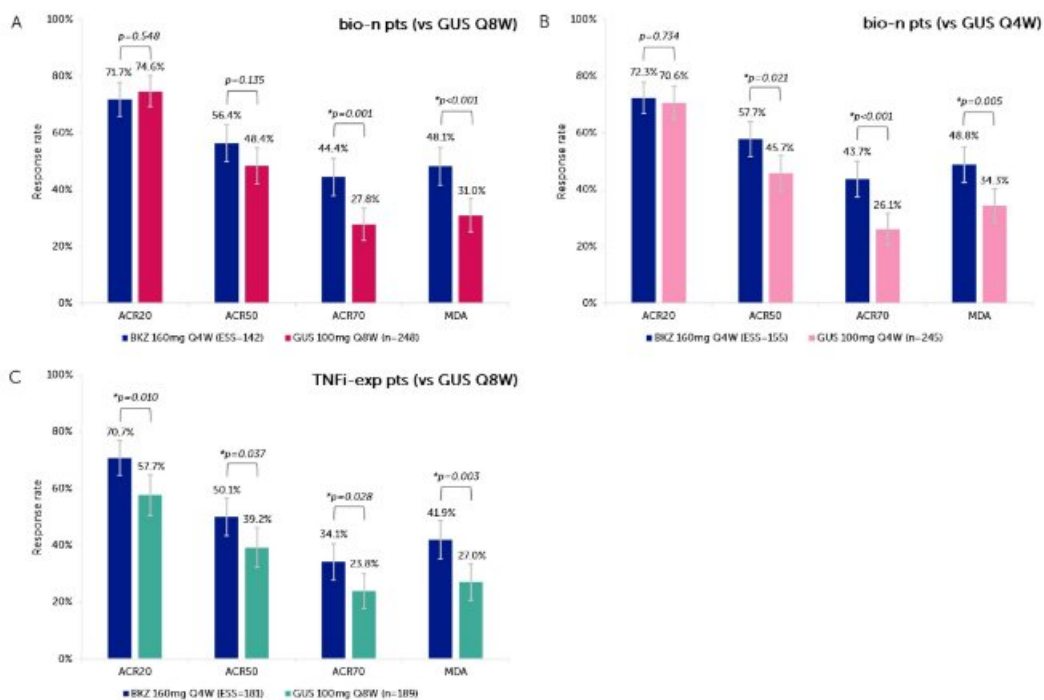 A
bio-n pts (vs GUS Q8W)
100%
80%
60%
40%
20%
0%
Response rate
p=0.548
71.7%
74.6%
p=0.135
56.4%
48.4%
*p=0.001
44.4%
27.8%
*p<0.001
48.1%
31.0%
ACR20
ACR50
ACR70
MDA
BKZ 160mg Q4W (ESS=142)
GUS 100mg Q8W (n=248)
B
bio-n pts (vs GUS Q4W)
100%
80%
60%
40%
20%
0%
Response rate
p=0.734
72.3%
70.6%
*p=0.021
57.7%
45.7%
*p<0.001
43.7%
26.1%
*p=0.005
48.8%
34.3%
ACR20
ACR50
ACR70
MDA
BKZ 160mg Q4W (ESS=155)
GUS 100mg Q4W (n=245)
C
TNFi-exp pts (vs GUS Q8W)
100%
80%
60%
40%
20%
0%
Response rate
*p=0.010
70.7%
57.7%
*p=0.037
50.1%
39.2%
*p=0.028
34.1%
23.8%
*p=0.003
41.9%
27.0%
ACR20
ACR50
ACR70
MDA
BKZ 160mg Q4W (ESS=181)
GUS 100mg Q8W (n=189)